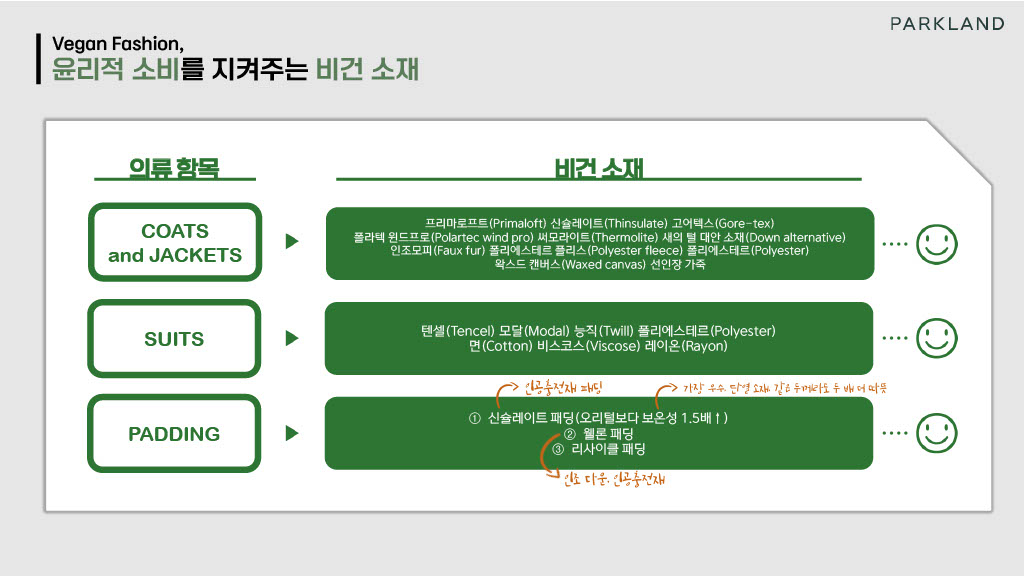 PARKLAND
Vegan Fashion,
윤리적 소비를 지켜주는 비건 소재
의류 항목
비건 소재
COATS
and JACKETS
프리마로프트(Primaloft) 신슐레이트(Thinsulate) 고어텍스(Gore-tex)
폴라텍 윈드프로(Polartec wind pro) 써모라이트(Thermolite) 새의 털 대안 소재(Down alternative)
인조모피(Faux fur) 폴리에스테르 플리스(Polyester fleece) 폴리에스테르(Polyester)
왁스드 캔버스(Waxed canvas) 선인장 가죽
SUITS
텐셀(Tencel) 모달(Modal) 능직(Twill) 폴리에스테르(Polyester)
면(Cotton) 비스코스(Viscose) 레이온(Rayon)
인공충전재 패딩
가장 우수. 단열 소재. 같은 두께라도 두 배 더 따뜻
PADDING
① 신슐레이트 패딩(오리털보다 보온성 1.5배↑)
② 웰론 패딩
③ 리사이클 패딩
인조 다운. 인공충전재